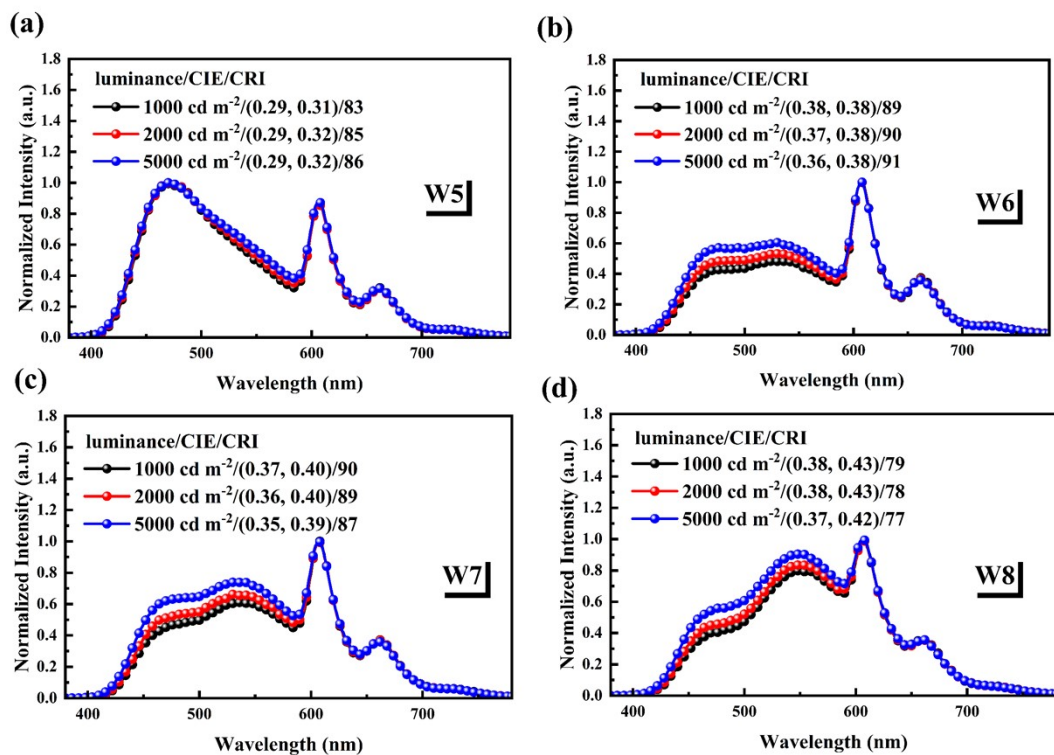 (a)
1.8
1.6
1.4
1.2
1.0
0.8
0.6
0.4
0.2
0.0
Normalized Intensity (a.u.)
luminance/CIE/CRI
1000 cd m⁻²/(0.29, 0.31)/83
2000 cd m⁻²/(0.29, 0.32)/85
5000 cd m⁻²/(0.29, 0.32)/86
W5
400 500 600 700
Wavelength (nm)
(b)
1.8
1.6
1.4
1.2
1.0
0.8
0.6
0.4
0.2
0.0
Normalized Intensity (a.u.)
luminance/CIE/CRI
1000 cd m⁻²/(0.38, 0.38)/89
2000 cd m⁻²/(0.37, 0.38)/90
5000 cd m⁻²/(0.36, 0.38)/91
W6
400 500 600 700
Wavelength (nm)
(c)
1.8
1.6
1.4
1.2
1.0
0.8
0.6
0.4
0.2
0.0
Normalized Intensity (a.u.)
luminance/CIE/CRI
1000 cd m⁻²/(0.37, 0.40)/90
2000 cd m⁻²/(0.36, 0.40)/89
5000 cd m⁻²/(0.35, 0.39)/87
W7
400 500 600 700
Wavelength (nm)
(d)
1.8
1.6
1.4
1.2
1.0
0.8
0.6
0.4
0.2
0.0
Normalized Intensity (a.u.)
luminance/CIE/CRI
1000 cd m⁻²/(0.38, 0.43)/79
2000 cd m⁻²/(0.38, 0.43)/78
5000 cd m⁻²/(0.37, 0.42)/77
W8
400 500 600 700
Wavelength (nm)